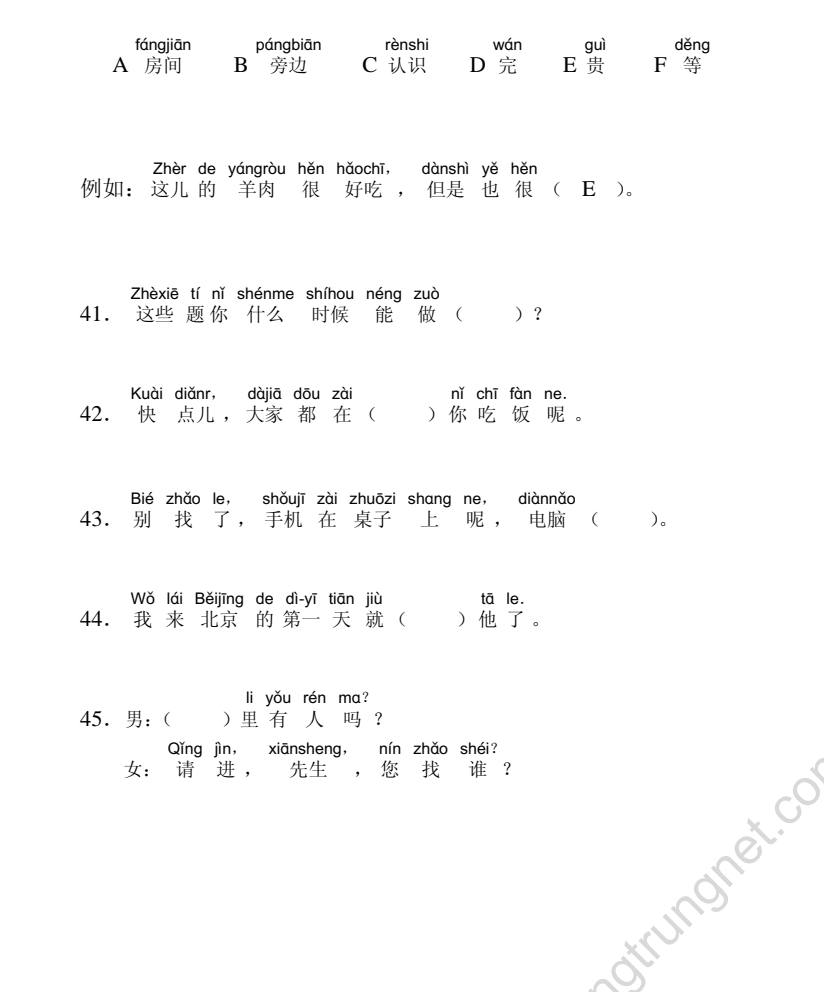 fángjiān pángbiān rènshi wán guì děng
A 房间 B 旁边 C 认识 D 完 E 贵 F 等
Zhèr de yángròu hěn hǎochī， dànshì yě hěn
例如：这儿 的 羊肉 很 好吃 ， 但是 也 很 （ E ）。
Zhèxiē tí nǐ shénme shíhou néng zuò
41． 这些 题 你 什么 时候 能 做 （ ）？
Kuài diǎnr， dàjiā dōu zài nǐ chī fàn ne.
42． 快 点儿 ，大家 都 在 （ ）你 吃 饭 呢 。
Bié zhǎo le， shǒujī zài zhuōzi shang ne， diànnǎo
43． 别 找 了 ， 手机 在 桌子 上 呢 ， 电脑 （ ）。
Wǒ lái Běijīng de dì-yī tiān jiù tā le.
44． 我 来 北京 的 第一 天 就 （ ）他 了 。
li yǒu rén ma？
45．男：（ ）里 有 人 吗 ？
Qǐng jìn， xiānsheng， nín zhǎo shéi？
女： 请 进 ， 先生 ，您 找 谁 ？